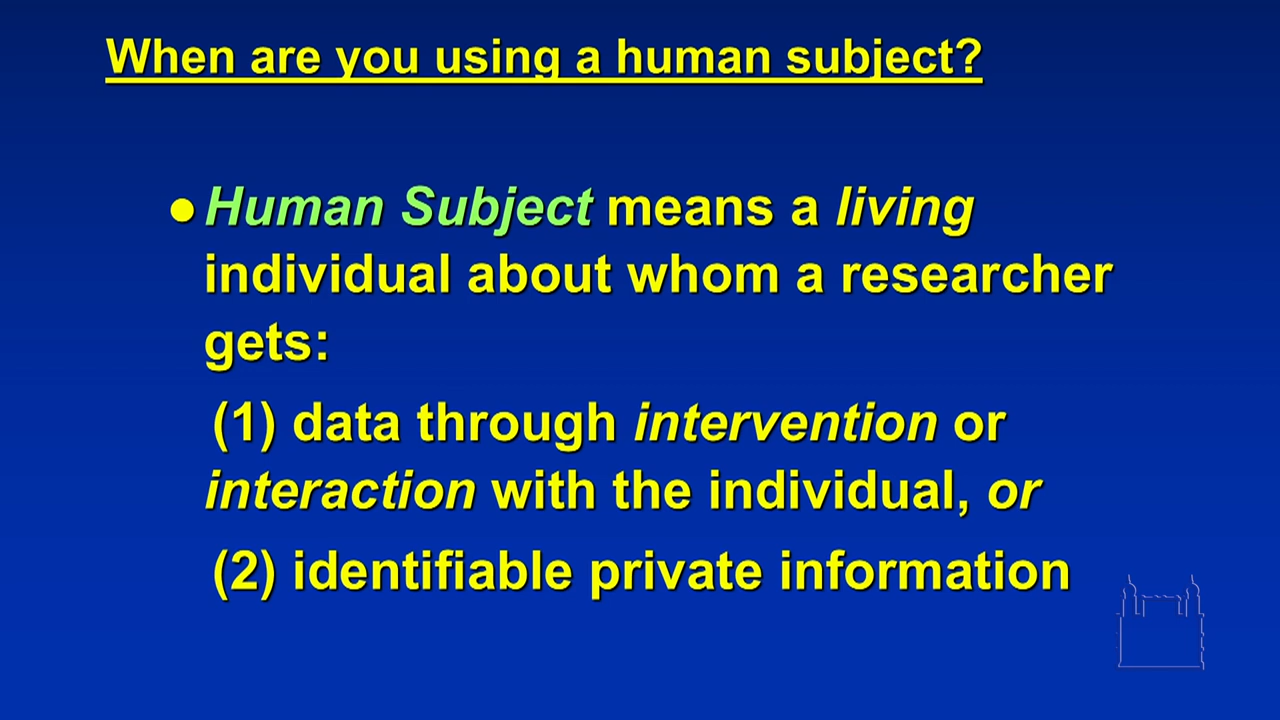 When are you using a human subject?
● Human Subject means a living
individual about whom a researcher
gets:
(1) data through intervention or
interaction with the individual, or
(2) identifiable private information